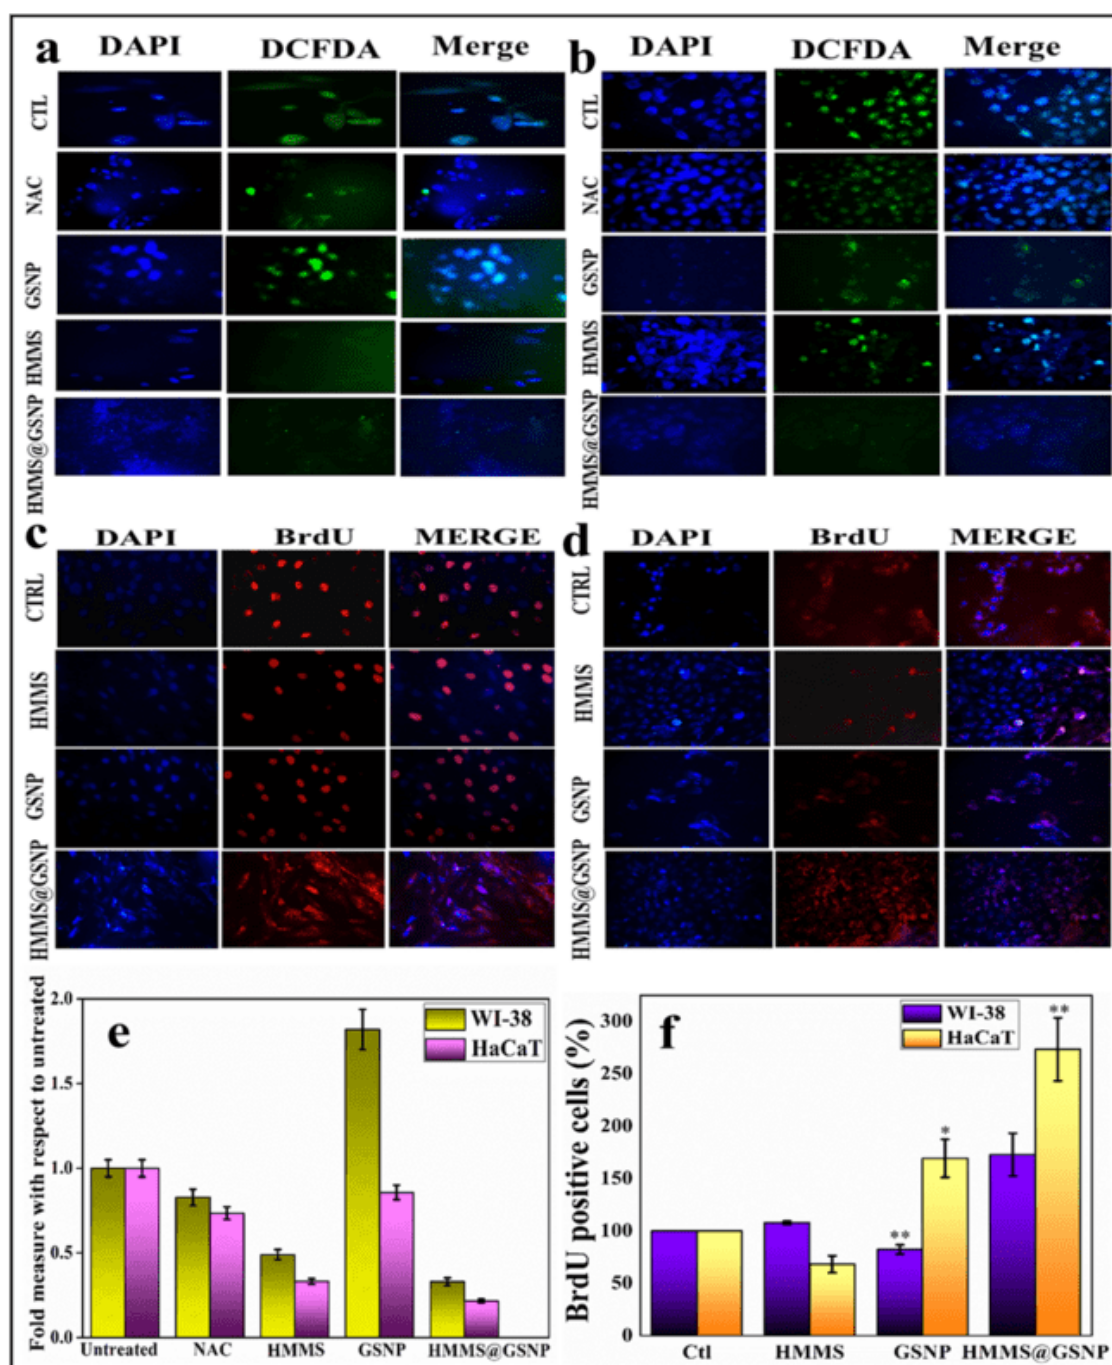 a DAPI DCFDA Merge
CTL
NAC
GSNP
HMMS
HMMS@GSNP
b DAPI DCFDA Merge
CTL
NAC
GSNP
HMMS
HMMS@GSNP
c DAPI BrdU MERGE
CTRL
HMMS
GSNP
HMMS@GSNP
d DAPI BrdU MERGE
CTRL
HMMS
GSNP
HMMS@GSNP
e
Fold measure with respect to untreated
2.0
1.5
1.0
0.5
0.0
WI-38
HaCaT
Untreated NAC HMMS GSNP HMMS@GSNP
f
BrdU positive cells (%)
300
250
200
150
100
50
0
WI-38
HaCaT
**
*
**
Ctl HMMS GSNP HMMS@GSNP